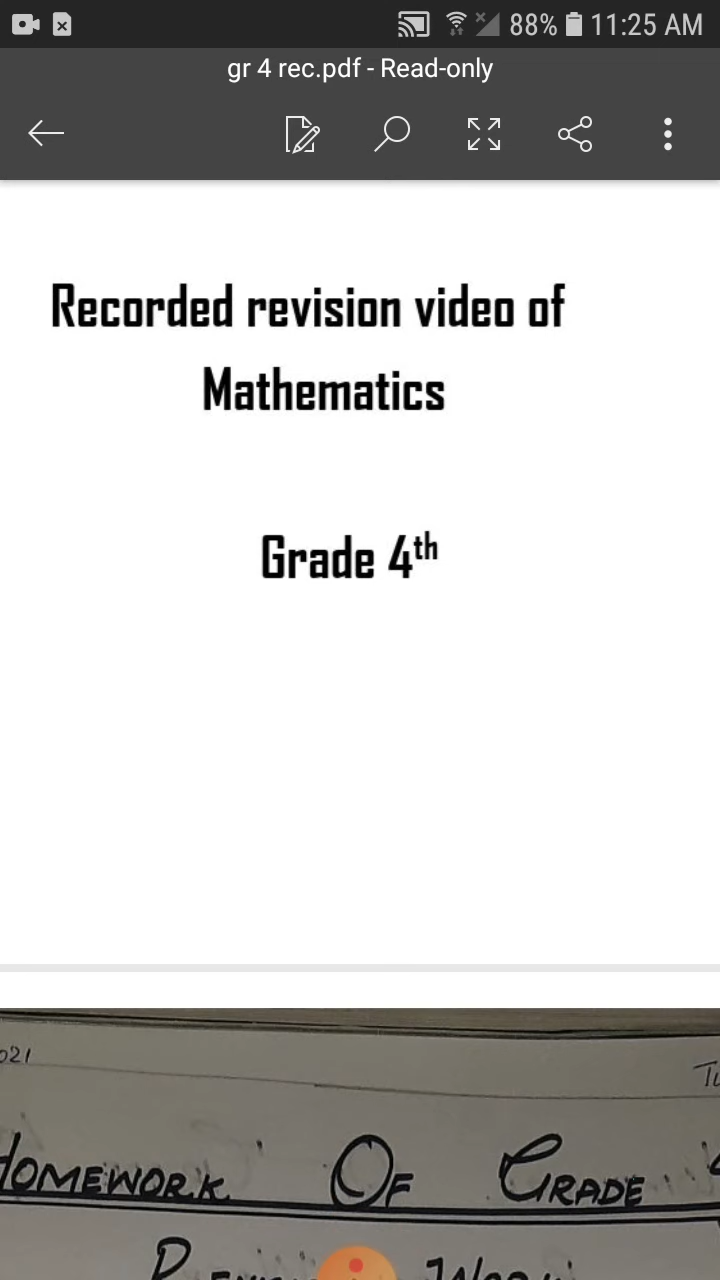 88% 11:25 AM
gr 4 rec.pdf - Read-only
Recorded revision video of
Mathematics
Grade 4th
021
HOMEWORK OF GRADE